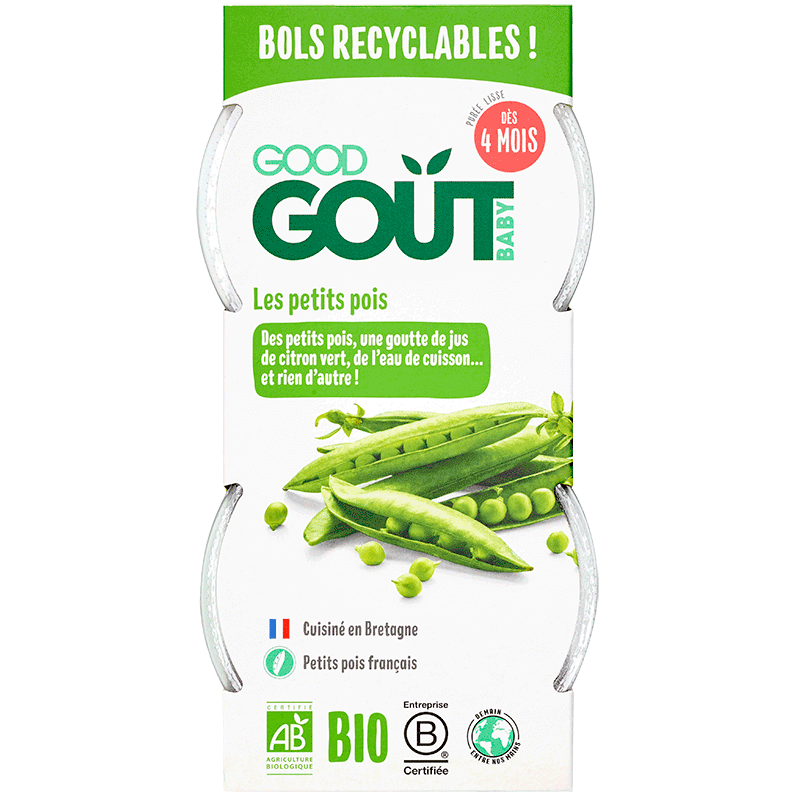 BOLS RECYCLABLES !
PURÉE LISSE
DÈS
4 MOIS
GOOD
GOÛT
BABY
Les petits pois
Des petits pois, une goutte de jus
de citron vert, de l'eau de cuisson...
et rien d'autre !
Cuisiné en Bretagne
Petits pois français
CERTIFIÉ
AB
AGRICULTURE
BIOLOGIQUE
BIO
Entreprise
B
®
Certifiée
DEMAIN
ENTRE NOS MAINS